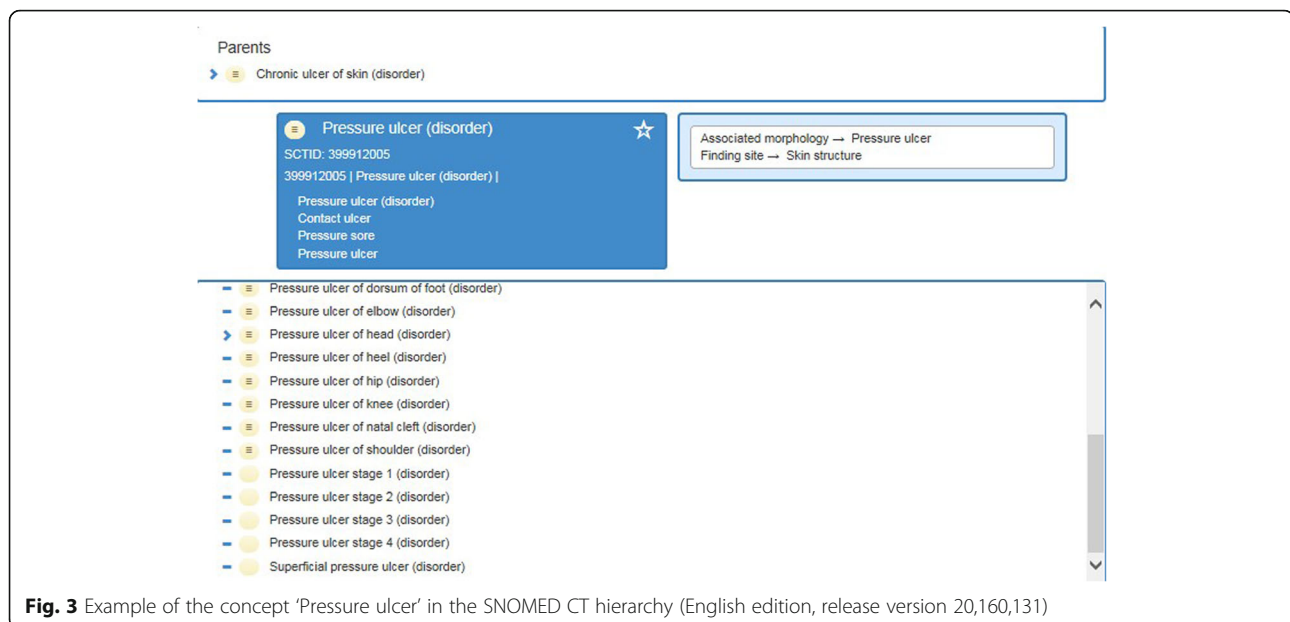 Parents
Chronic ulcer of skin (disorder)
Pressure ulcer (disorder)
SCTID: 399912005
399912005 | Pressure ulcer (disorder) |
Pressure ulcer (disorder)
Contact ulcer
Pressure sore
Pressure ulcer
Associated morphology → Pressure ulcer
Finding site → Skin structure
Pressure ulcer of dorsum of foot (disorder)
Pressure ulcer of elbow (disorder)
Pressure ulcer of head (disorder)
Pressure ulcer of heel (disorder)
Pressure ulcer of hip (disorder)
Pressure ulcer of knee (disorder)
Pressure ulcer of natal cleft (disorder)
Pressure ulcer of shoulder (disorder)
Pressure ulcer stage 1 (disorder)
Pressure ulcer stage 2 (disorder)
Pressure ulcer stage 3 (disorder)
Pressure ulcer stage 4 (disorder)
Superficial pressure ulcer (disorder)
Fig. 3 Example of the concept ‘Pressure ulcer’ in the SNOMED CT hierarchy (English edition, release version 20,160,131)